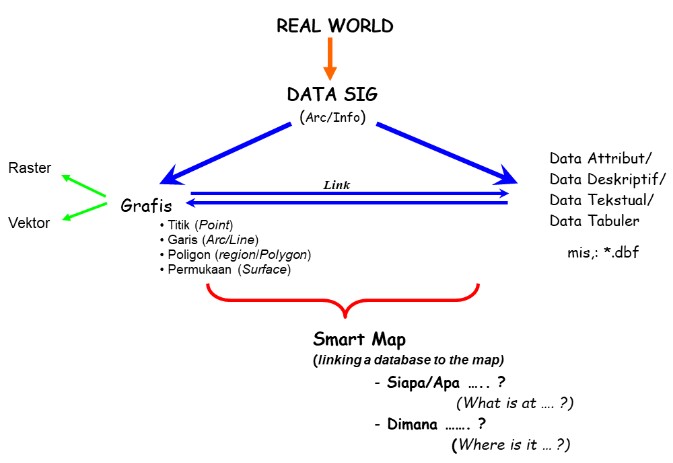 REAL WORLD
DATA SIG
(Arc/Info)
Raster
Vektor
Grafis
• Titik (Point)
• Garis (Arc/Line)
• Poligon (region/Polygon)
• Permukaan (Surface)
Link
Data Attribut/
Data Deskriptif/
Data Tekstual/
Data Tabuler
mis,: *.dbf
Smart Map
(linking a database to the map)
- Siapa/Apa ….. ?
(What is at …. ?)
- Dimana ……. ?
(Where is it … ?)